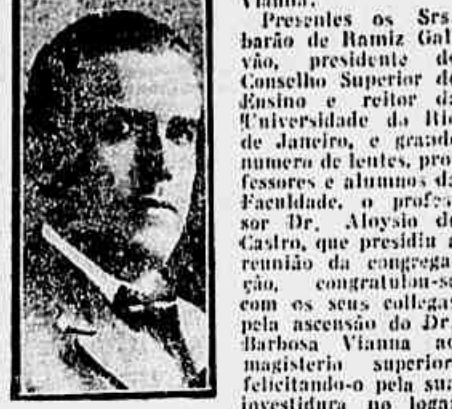 Vianna.
Presentes os Srs.
barão de Ramiz Gal
vão, presidente de
Conselho Superior de
Ensino e reitor da
Universidade do Rio
de Janeiro, e grande
numero de lentes, pro
fessores e alumnos da
Faculdade, o profes
sor Dr. Aloysio de
Castro, que presidiu a
reunião da congrega
ção, congratulou-se
com os seus collegas
pela ascensão do Dr.
Barbosa Vianna ao
magisterio superior,
felicitando-o pela sua
investidura no logar